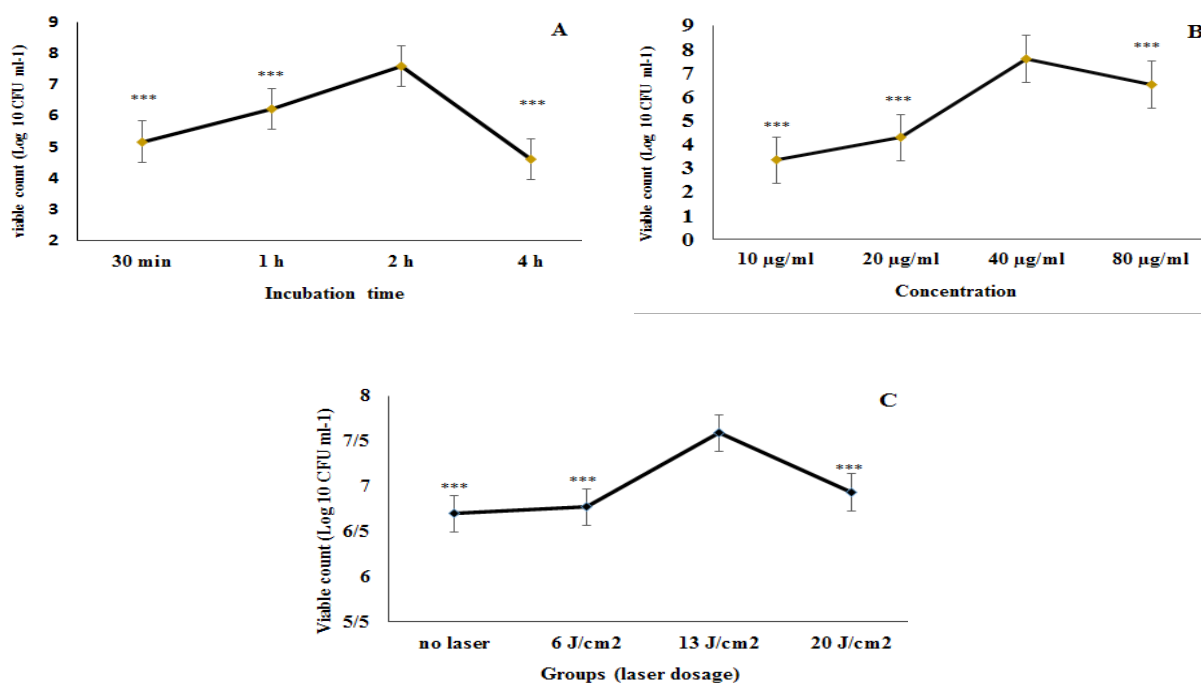 A
viable count (Log 10 CFU ml-1)
9
8
7
6
5
4
3
2
***
***
***
30 min 1 h 2 h 4 h
Incubation time
B
Viable count (Log 10 CFU ml-1)
9
8
7
6
5
4
3
2
1
0
***
***
***
10 µg/ml 20 µg/ml 40 µg/ml 80 µg/ml
Concentration
C
Viable count (Log 10 CFU ml-1)
8
7/5
7
6/5
6
5/5
***
***
***
no laser 6 J/cm2 13 J/cm2 20 J/cm2
Groups (laser dosage)